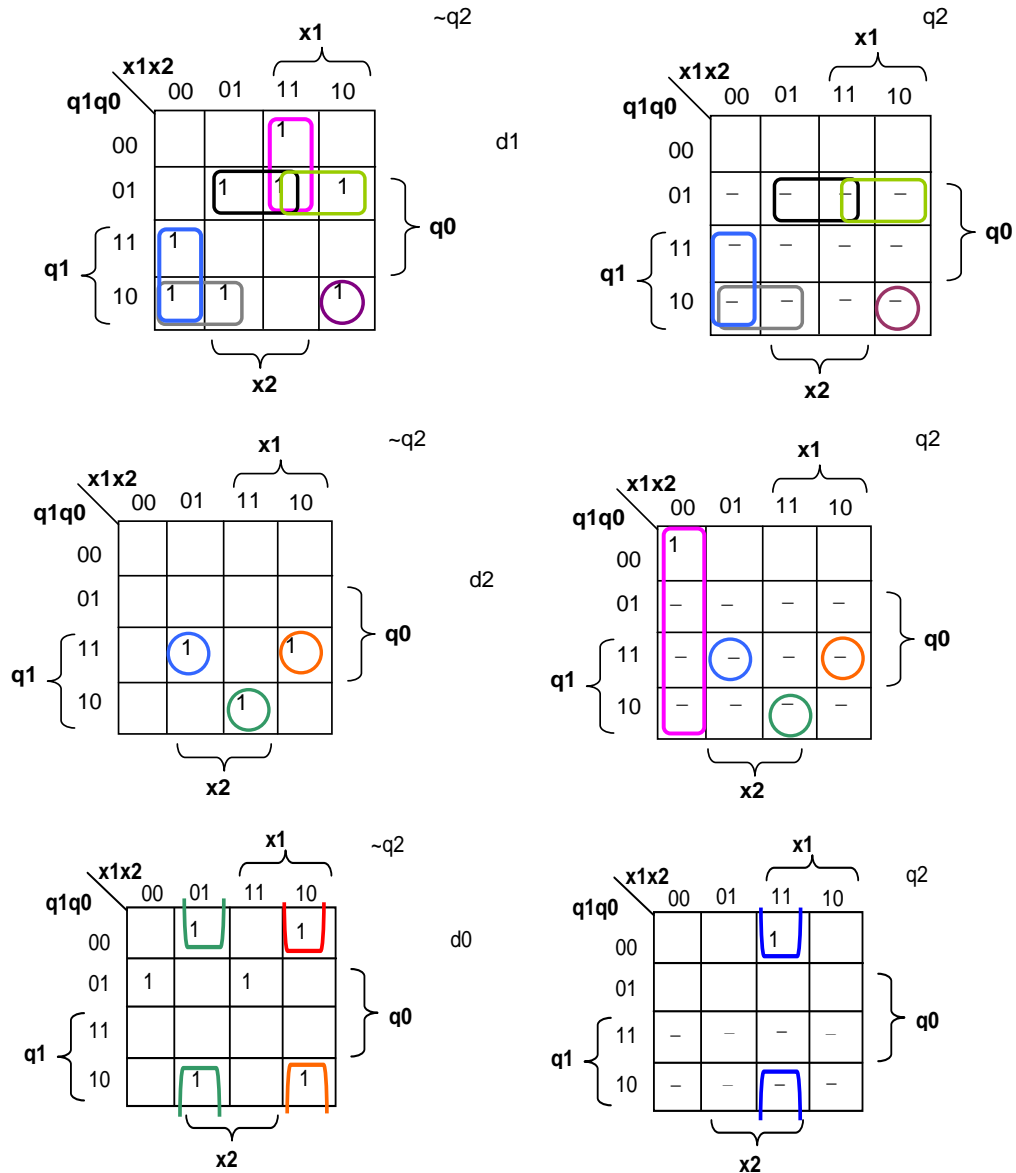 ~q2 q2
x1 x1
x1x2 x1x2
00 01 11 10 00 01 11 10
q1q0 q1q0
00 1 d1 00
01 1 1 1 01 – – – –
q0 q0
11 1 11 – – – –
q1 q1
10 1 1 1 10 – – – –
x2 x2
~q2 q2
x1 x1
x1x2 x1x2
00 01 11 10 00 01 11 10
q1q0 q1q0
00 00 1
d2
01 01 – – – –
q0 q0
11 1 1 11 – – – –
q1 q1
10 1 10 – – – –
x2 x2
x1 ~q2 x1 q2
x1x2 x1x2
00 01 11 10 00 01 11 10
q1q0 q1q0
00 1 1 d0 00 1
01 1 1 01
q0 q0
11 11 – – – –
q1 q1
10 1 1 10 – – – –
x2 x2